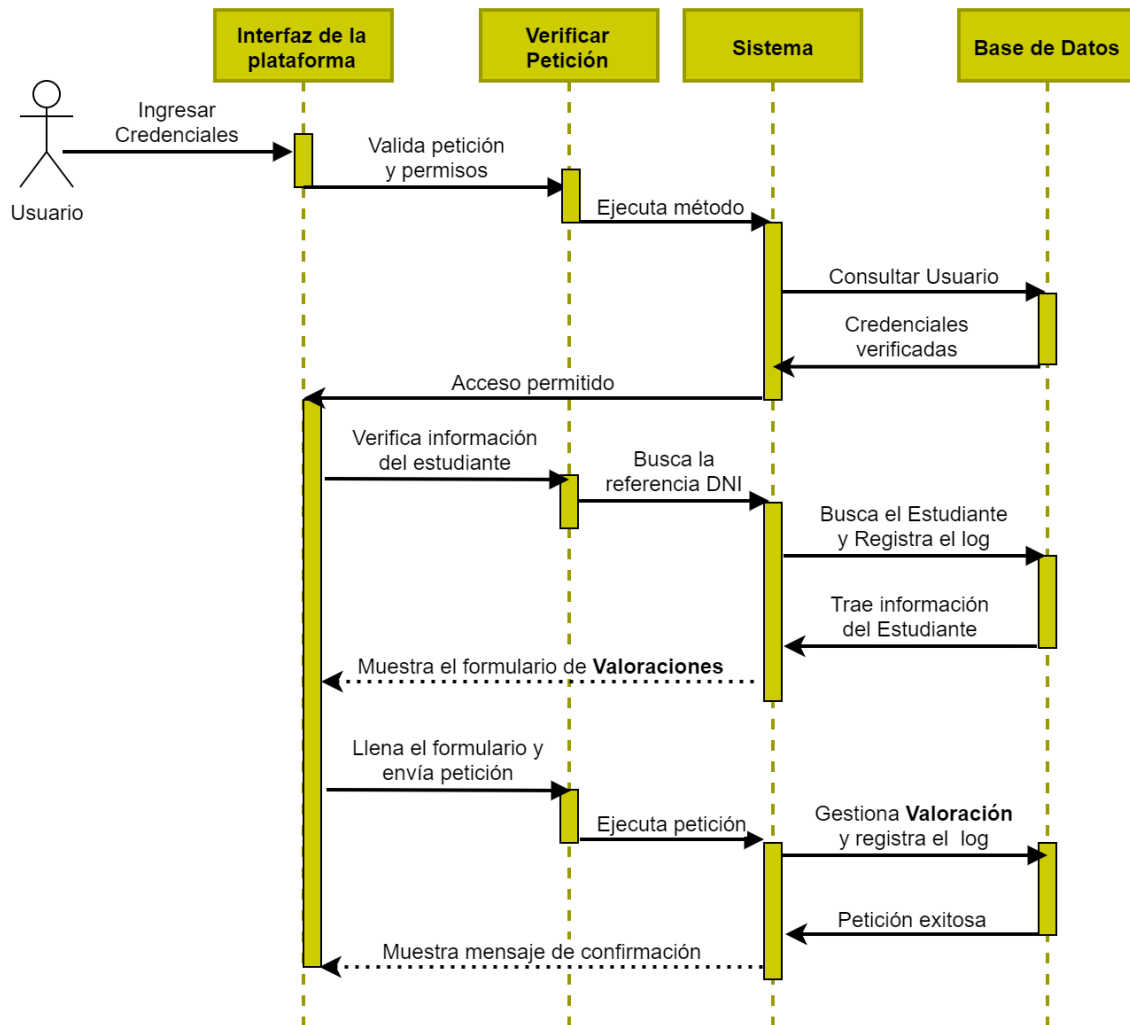 Interfaz de la
plataforma
Verificar
Petición
Sistema
Base de Datos
Usuario
Ingresar
Credenciales
Valida petición
y permisos
Ejecuta método
Consultar Usuario
Credenciales
verificadas
Acceso permitido
Verifica información
del estudiante
Busca la
referencia DNI
Busca el Estudiante
y Registra el log
Trae información
del Estudiante
Muestra el formulario de Valoraciones
Llena el formulario y
envía petición
Ejecuta petición
Gestiona Valoración
y registra el log
Petición exitosa
Muestra mensaje de confirmación